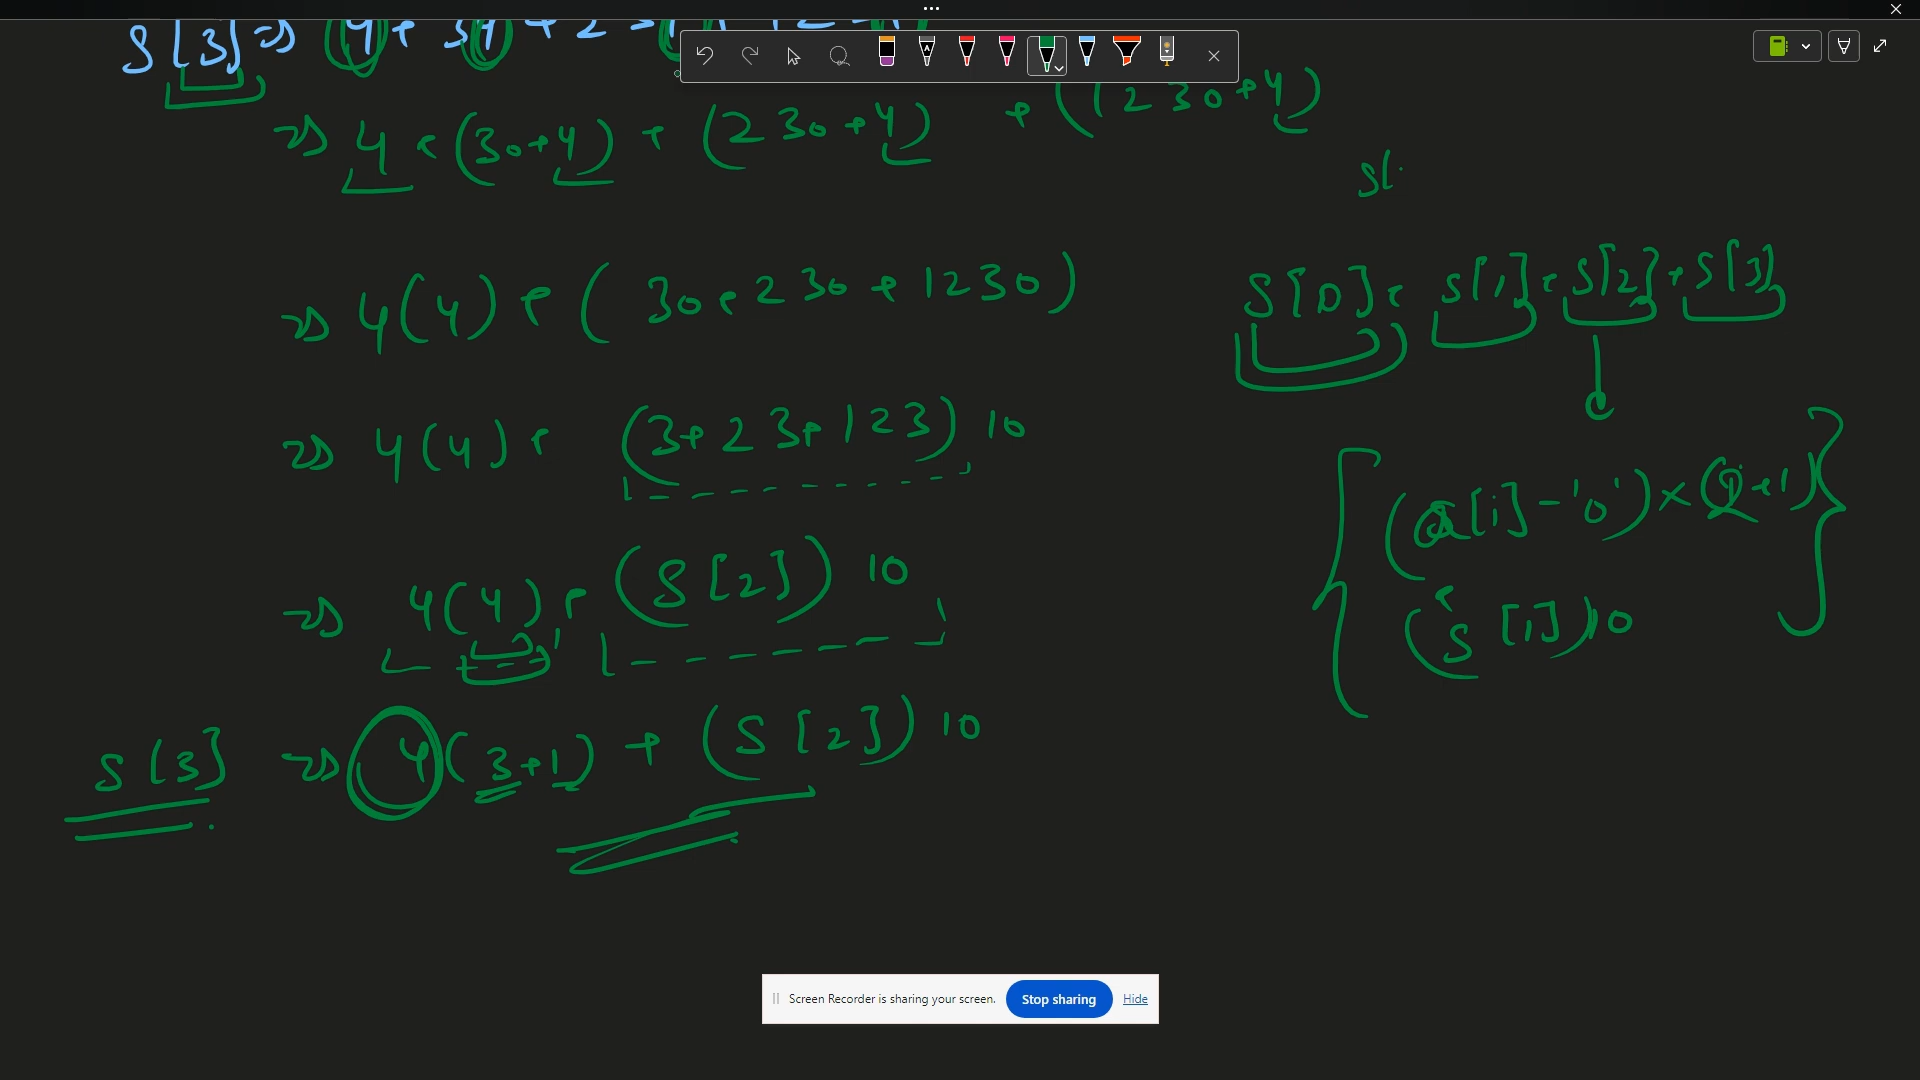 S[3] => 4 + 34 + 2
=> 4 + (30+4) + (230+4) + (1230+4)
S[
=> 4(4) + (30+230+1230)
S[0] + S[1] + S[2] + S[3]
=> 4(4) + (3+23+123)10
(a[i]-'0')×(i+1)
=> 4(4) + (S[2])10
+
(S[i])10
S[3] => 4(3+1) + (S[2])10
Screen Recorder is sharing your screen. Stop sharing Hide